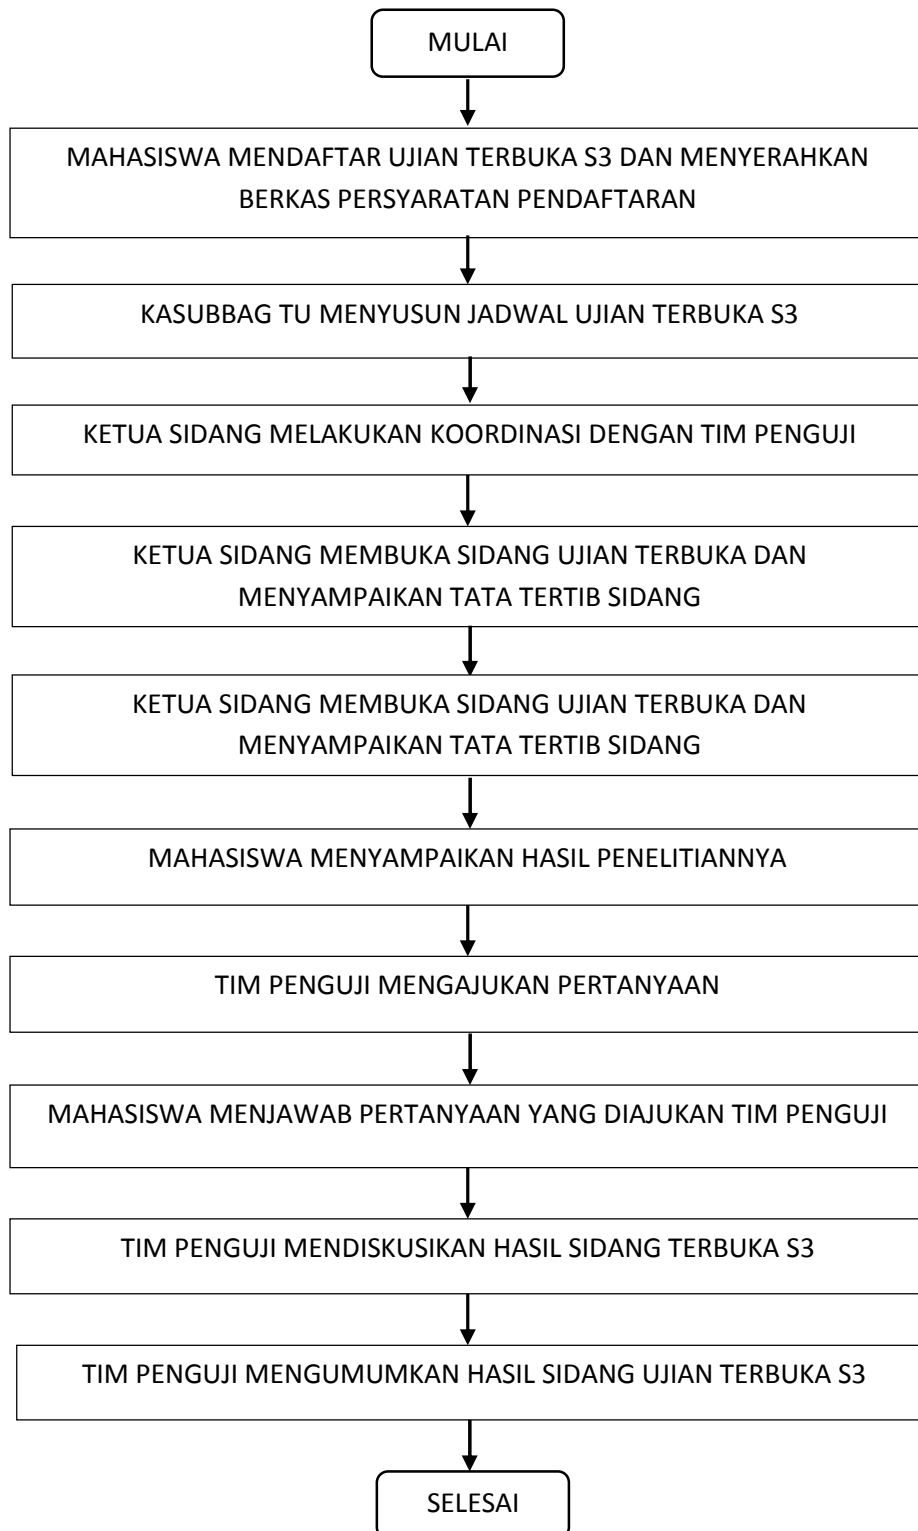 MULAI
MAHASISWA MENDAFTAR UJIAN TERBUKA S3 DAN MENYERAHKAN
BERKAS PERSYARATAN PENDAFTARAN
KASUBBAG TU MENYUSUN JADWAL UJIAN TERBUKA S3
KETUA SIDANG MELAKUKAN KOORDINASI DENGAN TIM PENGUJI
KETUA SIDANG MEMBUKA SIDANG UJIAN TERBUKA DAN
MENYAMPAIKAN TATA TERTIB SIDANG
KETUA SIDANG MEMBUKA SIDANG UJIAN TERBUKA DAN
MENYAMPAIKAN TATA TERTIB SIDANG
MAHASISWA MENYAMPAIKAN HASIL PENELITIANNYA
TIM PENGUJI MENGAJUKAN PERTANYAAN
MAHASISWA MENJAWAB PERTANYAAN YANG DIAJUKAN TIM PENGUJI
TIM PENGUJI MENDISKUSIKAN HASIL SIDANG TERBUKA S3
TIM PENGUJI MENGUMUMKAN HASIL SIDANG UJIAN TERBUKA S3
SELESAI